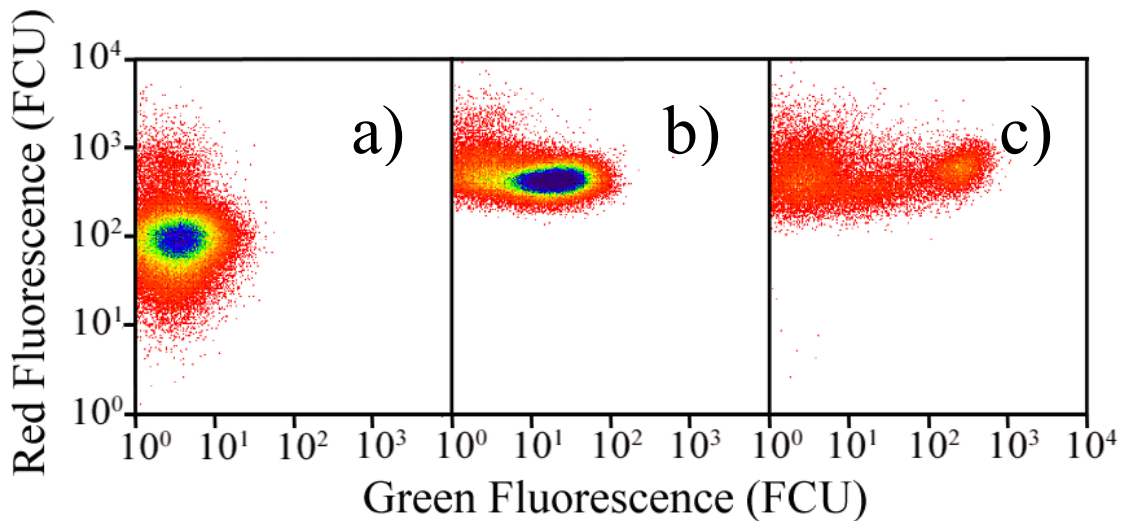 Red Fluorescence (FCU)
10⁴
10³
10²
10¹
10⁰
a)
b)
c)
10⁰ 10¹ 10² 10³ 10⁰ 10¹ 10² 10³ 10⁰ 10¹ 10² 10³ 10⁴
Green Fluorescence (FCU)